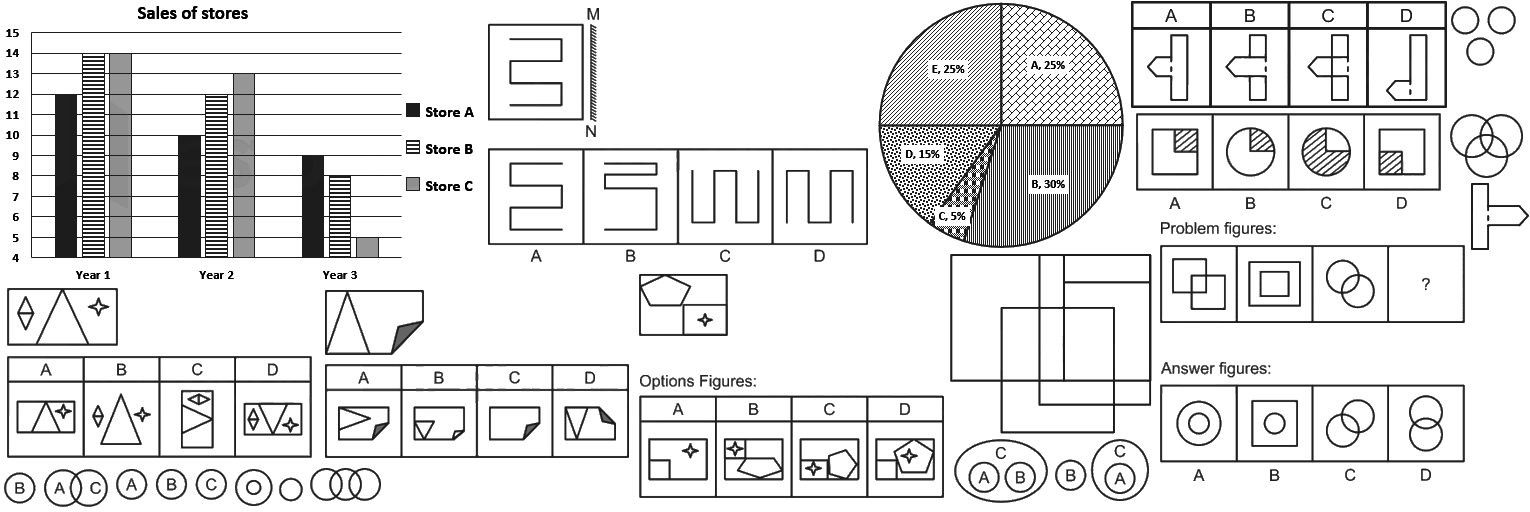 Sales of stores
15
14
13
12
11
10
9
8
7
6
5
4
Year 1 Year 2 Year 3
Store A
Store B
Store C
M
N
A B C D
E, 25%
A, 25%
D, 15%
C, 5%
B, 30%
A B C D
A B C D
Problem figures:
?
Answer figures:
A B C D
A B C D
A B C D
Options Figures:
A B C D
B A C A B C
C
A B
B
C
A